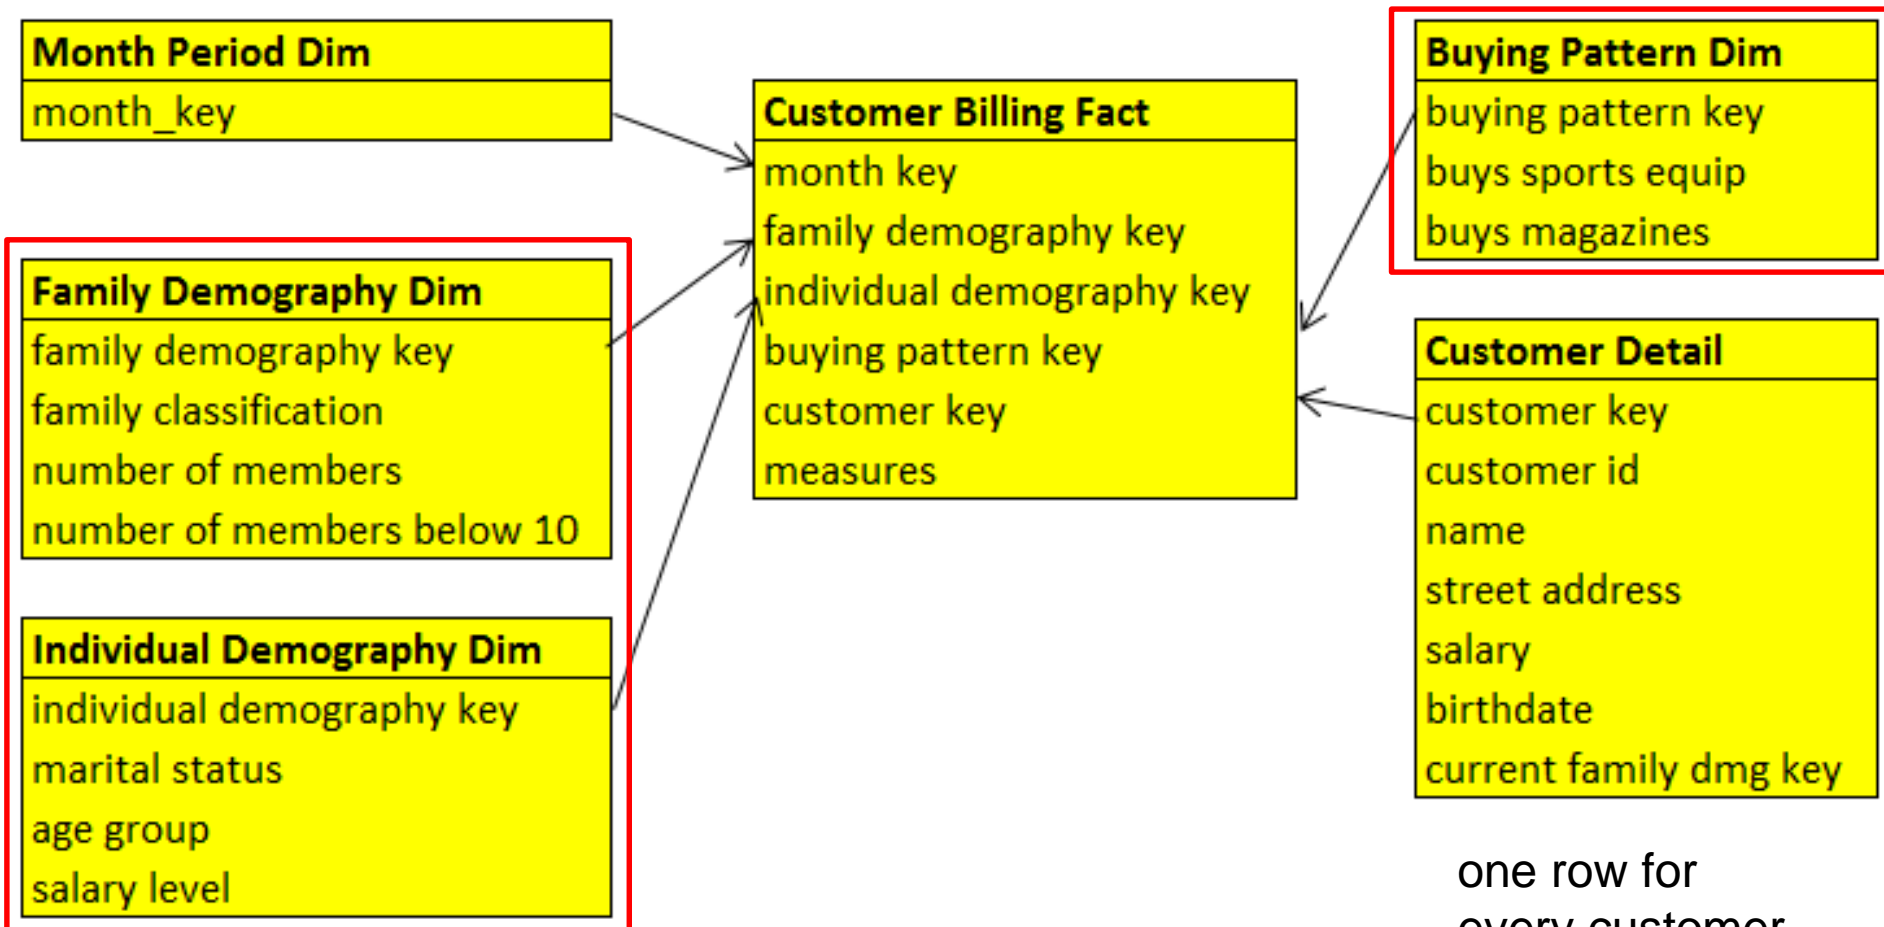 Month Period Dim
month_key
Family Demography Dim
family demography key
family classification
number of members
number of members below 10
Individual Demography Dim
individual demography key
marital status
age group
salary level
Customer Billing Fact
month key
family demography key
individual demography key
buying pattern key
customer key
measures
Buying Pattern Dim
buying pattern key
buys sports equip
buys magazines
Customer Detail
customer key
customer id
name
street address
salary
birthdate
current family dmg key
one row for
every customer